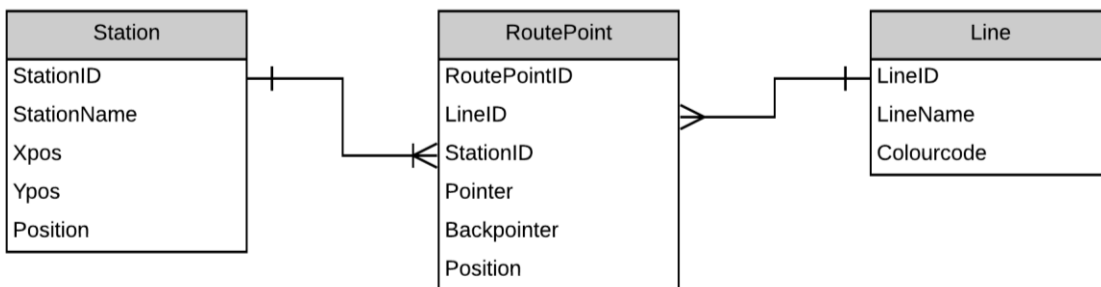 Station
StationID
StationName
Xpos
Ypos
Position
RoutePoint
RoutePointID
LineID
StationID
Pointer
Backpointer
Position
Line
LineID
LineName
Colourcode